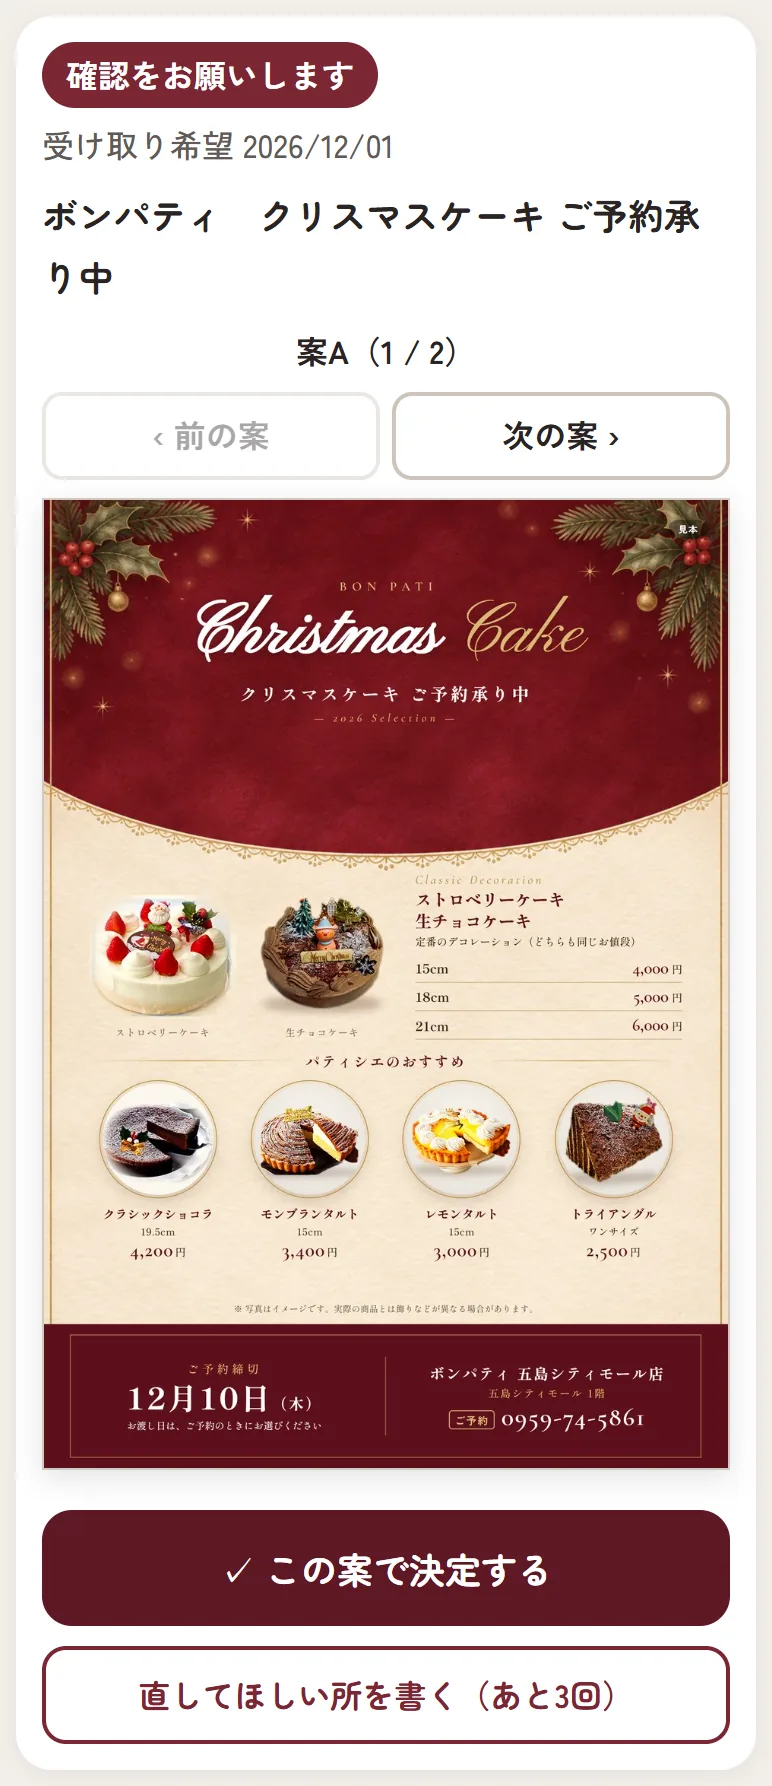 確認をお願いします
受け取り希望 2026/12/01
ボンパティ　クリスマスケーキ ご予約承
り中
案A（1 / 2）
‹ 前の案
次の案 ›
見本
BON PATI
Christmas Cake
クリスマスケーキ ご予約承り中
— 2026 Selection —
Classic Decoration
ストロベリーケーキ
生チョコケーキ
定番のデコレーション（どちらも同じお値段）
15cm 4,000円
18cm 5,000円
21cm 6,000円
ストロベリーケーキ
生チョコケーキ
パティシエのおすすめ
クラシックショコラ
19.5cm
4,200円
モンブランタルト
15cm
3,400円
レモンタルト
15cm
3,000円
トライアングル
ワンサイズ
2,500円
※ 写真はイメージです。実際の商品とは飾りなどが異なる場合があります。
ご予約締切
12月10日（木）
お渡し日は、ご予約のときにお選びください
ボンパティ 五島シティモール店
五島シティモール 1階
ご予約 0959-74-5861
✓ この案で決定する
直してほしい所を書く（あと3回）